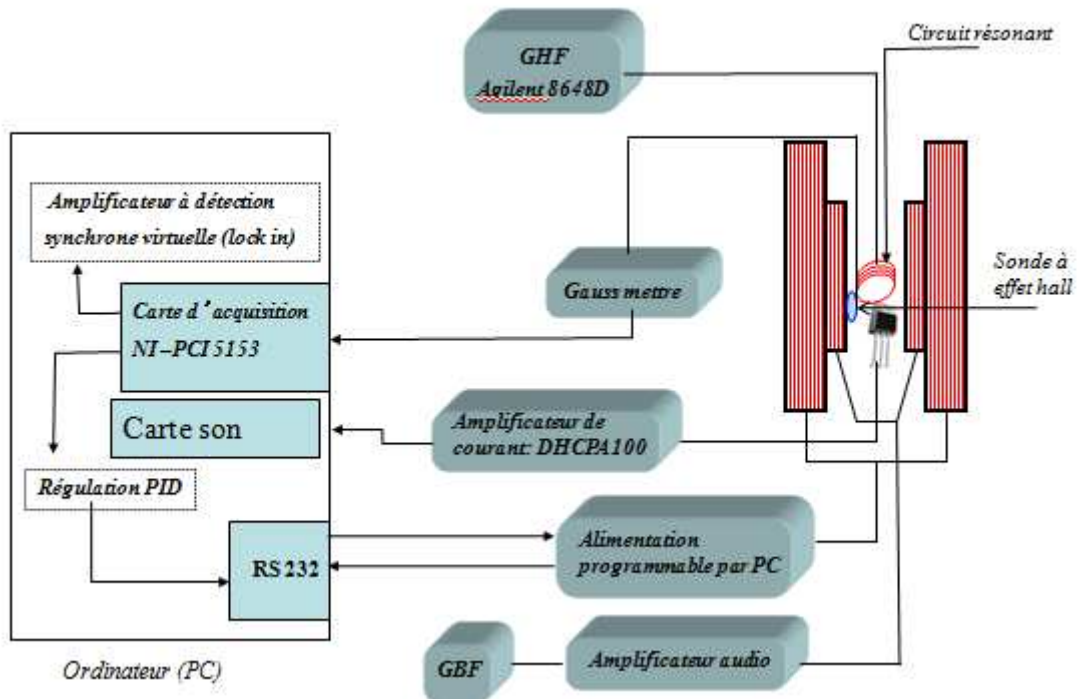 Circuit résonant
GHF
Agilent 8648D
Amplificateur à détection
synchrone virtuelle (lock in)
Carte d ’ acquisition
NI –PCI 5153
Gauss mettre
Sonde à
effet hall
Carte son
Amplificateur de
courant: DHCPA100
Régulation PID
RS 232
Alimentation
programmable par PC
GBF
Amplificateur audio
Ordinateur (PC)